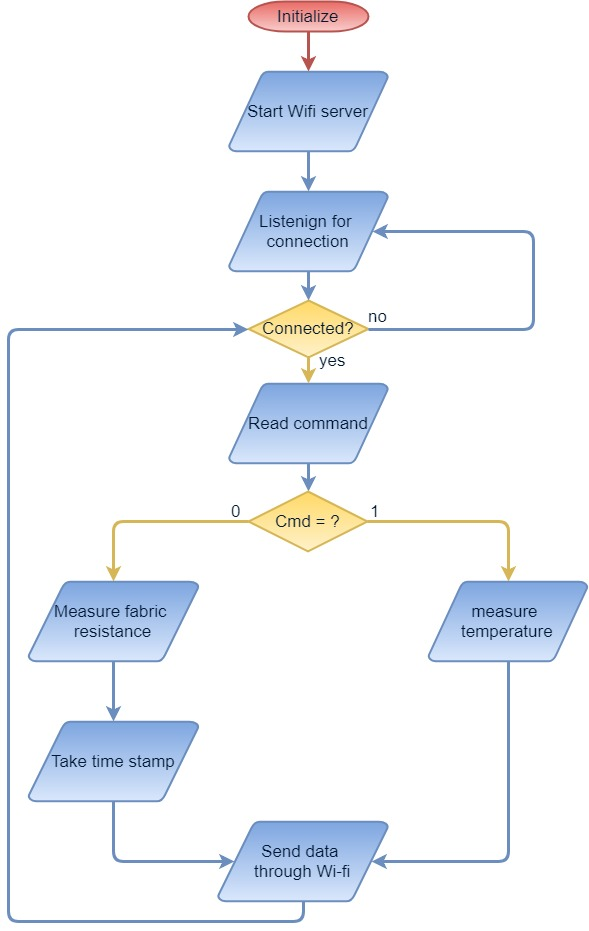 Initialize
Start Wifi server
Listenign for
connection
Connected?
no
yes
Read command
0
Cmd = ?
1
Measure fabric
resistance
measure
temperature
Take time stamp
Send data
through Wi-fi